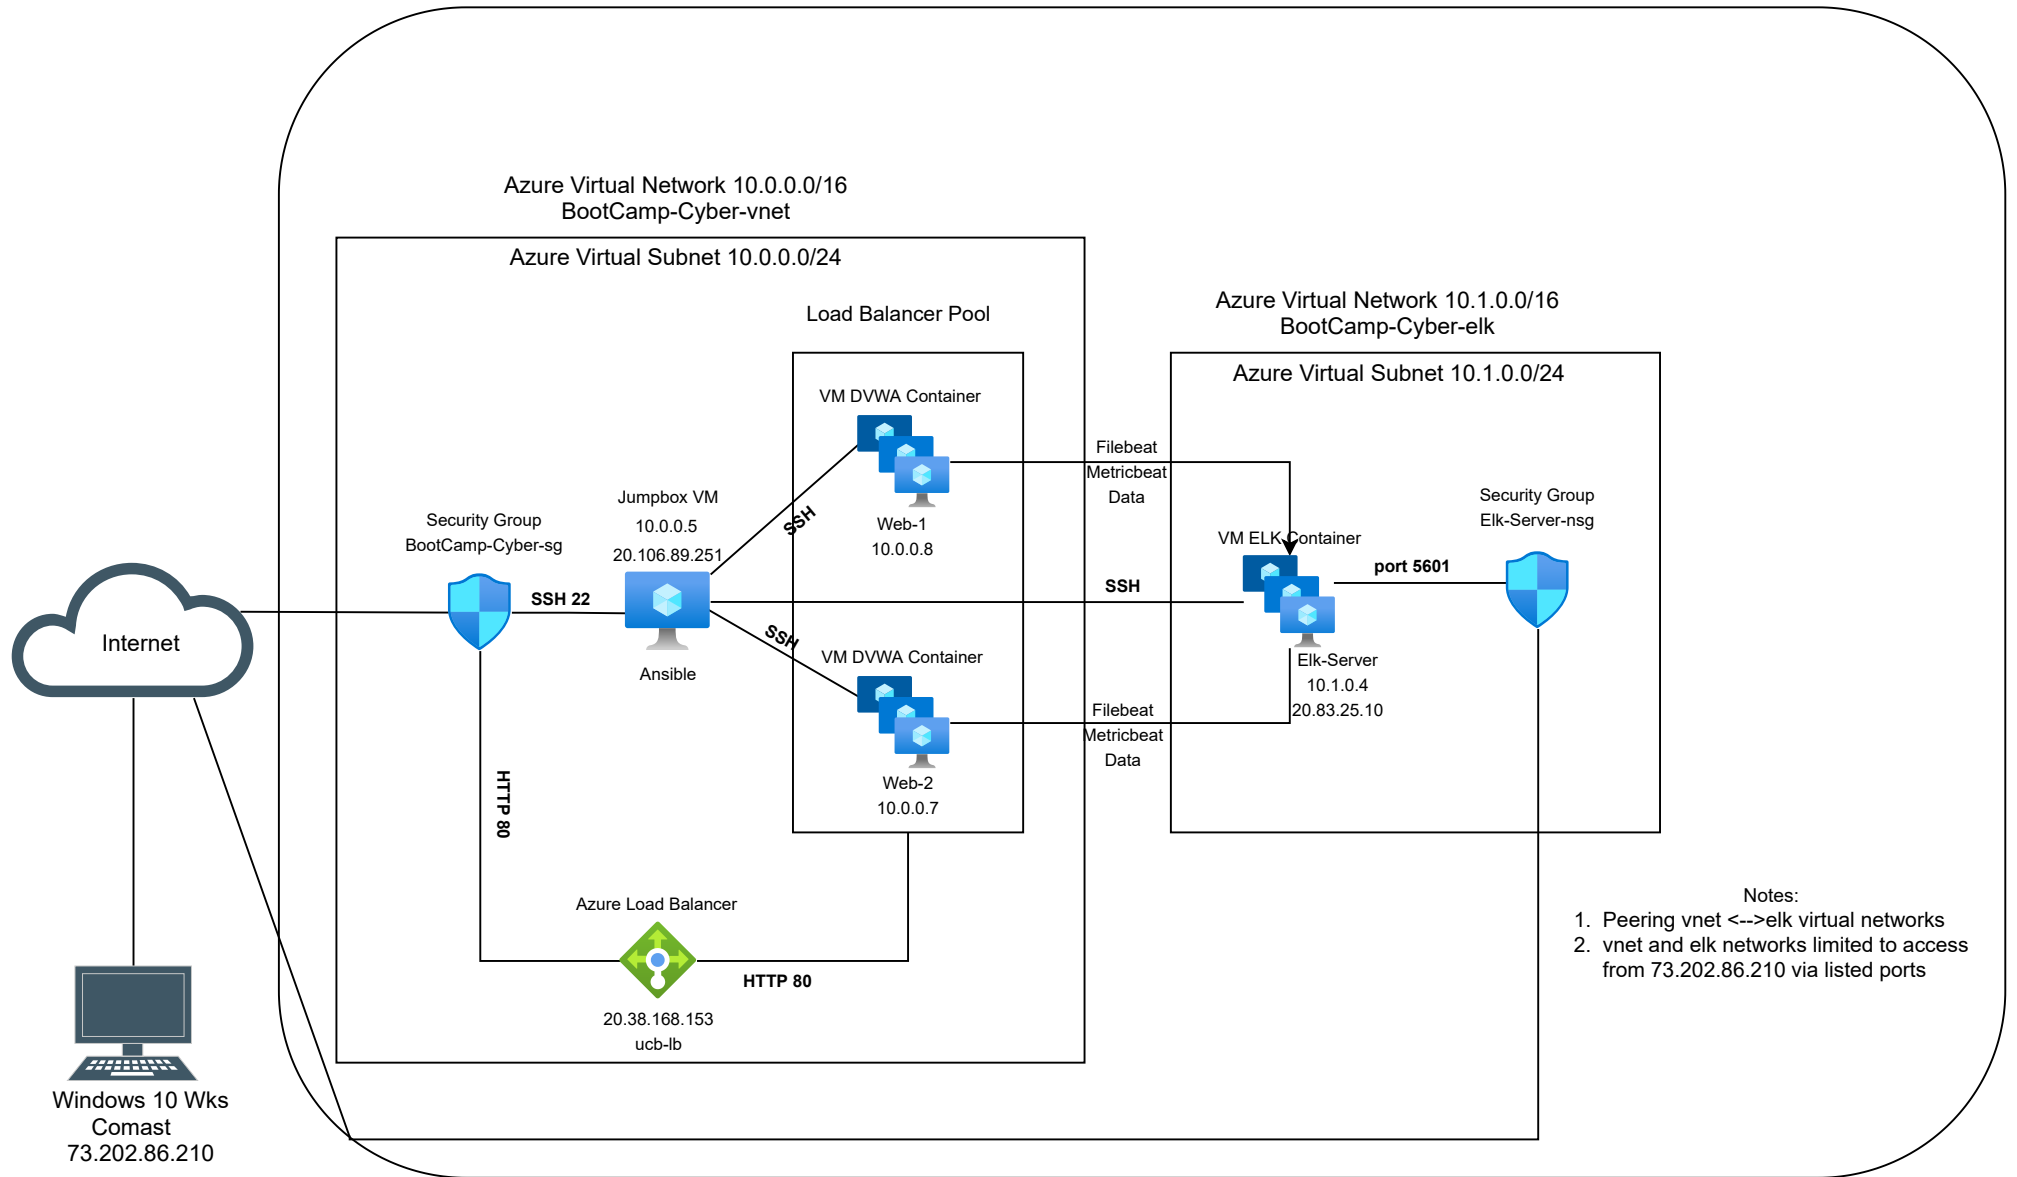 Azure Virtual Network 10.0.0.0/16
BootCamp-Cyber-vnet
Azure Virtual Subnet 10.0.0.0/24
Load Balancer Pool
VM DVWA Container
Web-1
10.0.0.8
SSH
Jumpbox VM
10.0.0.5
20.106.89.251
Ansible
Security Group
BootCamp-Cyber-sg
SSH 22
Internet
SSH
SSH
VM DVWA Container
Web-2
10.0.0.7
HTTP 80
Azure Load Balancer
HTTP 80
20.38.168.153
ucb-lb
Filebeat
Metricbeat
Data
Filebeat
Metricbeat
Data
Azure Virtual Network 10.1.0.0/16
BootCamp-Cyber-elk
Azure Virtual Subnet 10.1.0.0/24
VM ELK Container
port 5601
Security Group
Elk-Server-nsg
Elk-Server
10.1.0.4
20.83.25.10
Notes:
1. Peering vnet <-->elk virtual networks
2. vnet and elk networks limited to access
from 73.202.86.210 via listed ports
Windows 10 Wks
Comast
73.202.86.210